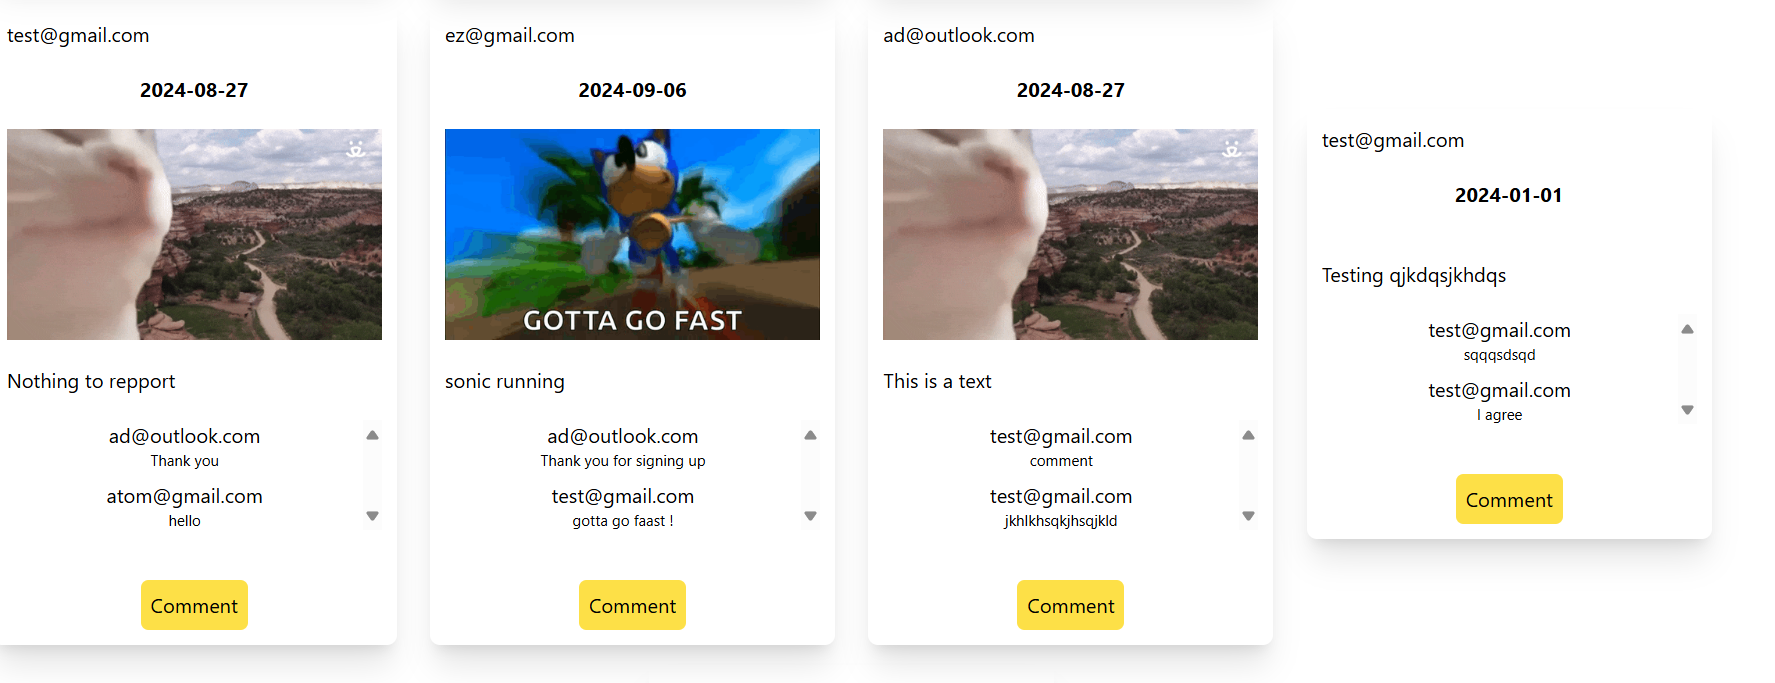 test@gmail.com
2024-08-27
Nothing to repport
ad@outlook.com
Thank you
atom@gmail.com
hello
Comment
ez@gmail.com
2024-09-06
GOTTA GO FAST
sonic running
ad@outlook.com
Thank you for signing up
test@gmail.com
gotta go faast !
Comment
ad@outlook.com
2024-08-27
This is a text
test@gmail.com
comment
test@gmail.com
jkhlkhsqkjhsqjkld
Comment
test@gmail.com
2024-01-01
Testing qjkdqsjkhdqs
test@gmail.com
sqqqsdsqd
test@gmail.com
I agree
Comment